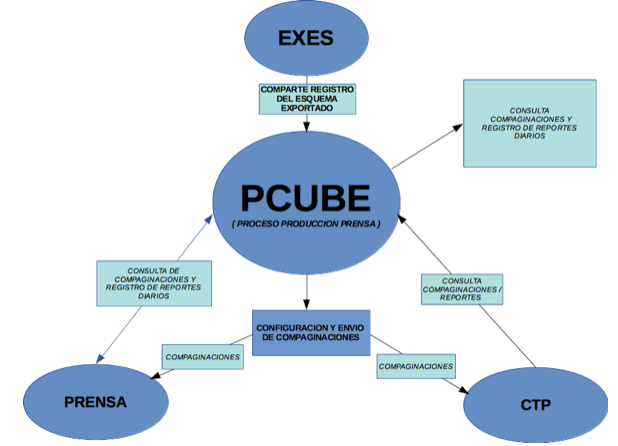 EXES
COMPARTE REGISTRO
DEL ESQUEMA
EXPORTADO
CONSULTA
COMPAGINACIONES Y
REGISTRO DE REPORTES
DIARIOS
PCUBE
( PROCESO PRODUCCION PRENSA )
CONSULTA DE
COMPAGINACIONES Y
REGISTRO DE REPORTES
DIARIOS
CONSULTA
COMPAGINACIONES /
REPORTES
CONFIGURACION Y ENVIO
DE COMPAGINACIONES
COMPAGINACIONES
COMPAGINACIONES
PRENSA
CTP